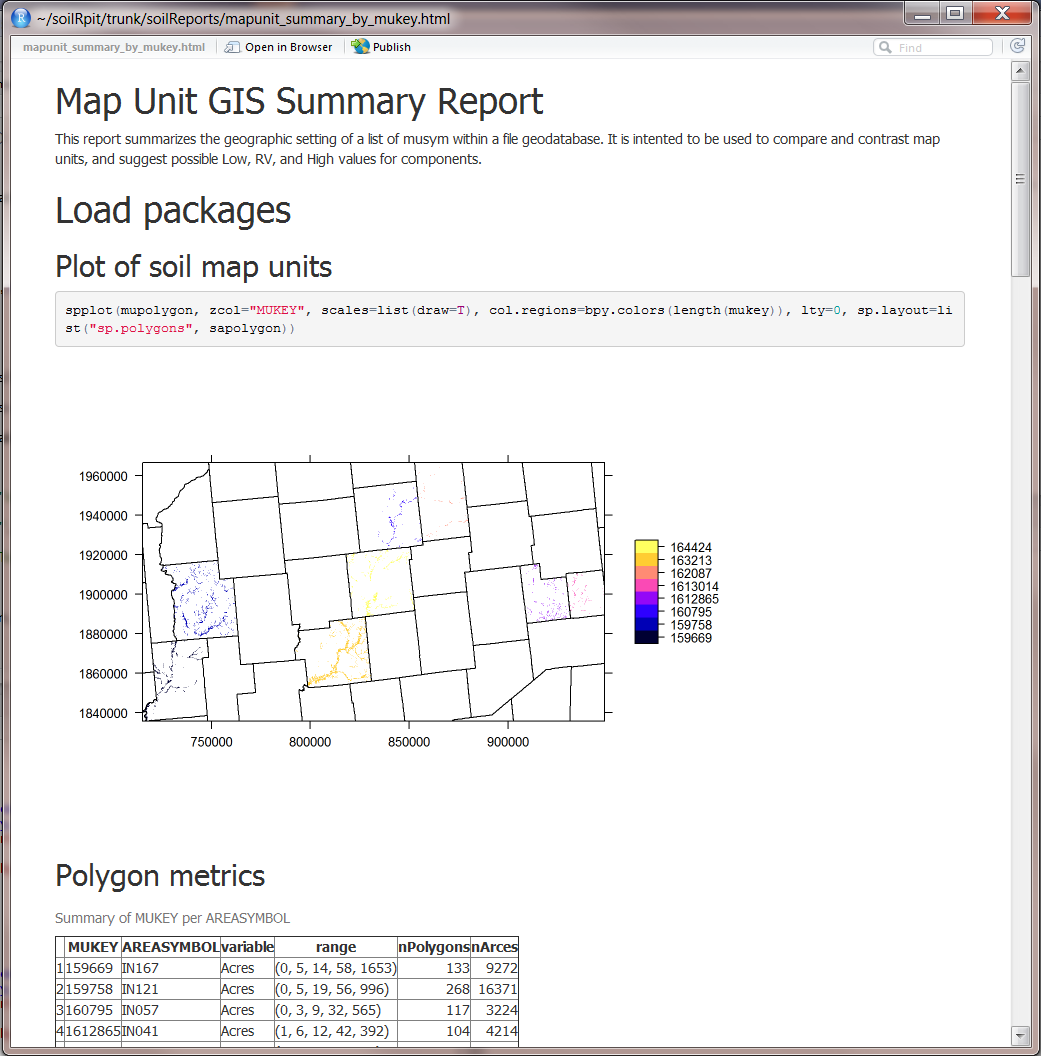 ~/soilRpit/trunk/soilReports/mapunit_summary_by_mukey.html
mapunit_summary_by_mukey.html Open in Browser Publish Find
Map Unit GIS Summary Report
This report summarizes the geographic setting of a list of musym within a file geodatabase. It is intented to be used to compare and contrast map
units, and suggest possible Low, RV, and High values for components.
Load packages
Plot of soil map units
spplot(mupolygon, zcol="MUKEY", scales=list(draw=T), col.regions=bpy.colors(length(mukey)), lty=0, sp.layout=li
st("sp.polygons", sapolygon))
1960000
1940000
1920000
1900000
1880000
1860000
1840000
750000 800000 850000 900000
164424
163213
162087
1613014
1612865
160795
159758
159669
Polygon metrics
Summary of MUKEY per AREASYMBOL
MUKEY AREASYMBOL variable range nPolygons nArces
1 159669 IN167 Acres (0, 5, 14, 58, 1653) 133 9272
2 159758 IN121 Acres (0, 5, 19, 56, 996) 268 16371
3 160795 IN057 Acres (0, 3, 9, 32, 565) 117 3224
4 1612865 IN041 Acres (1, 6, 12, 42, 392) 104 4214